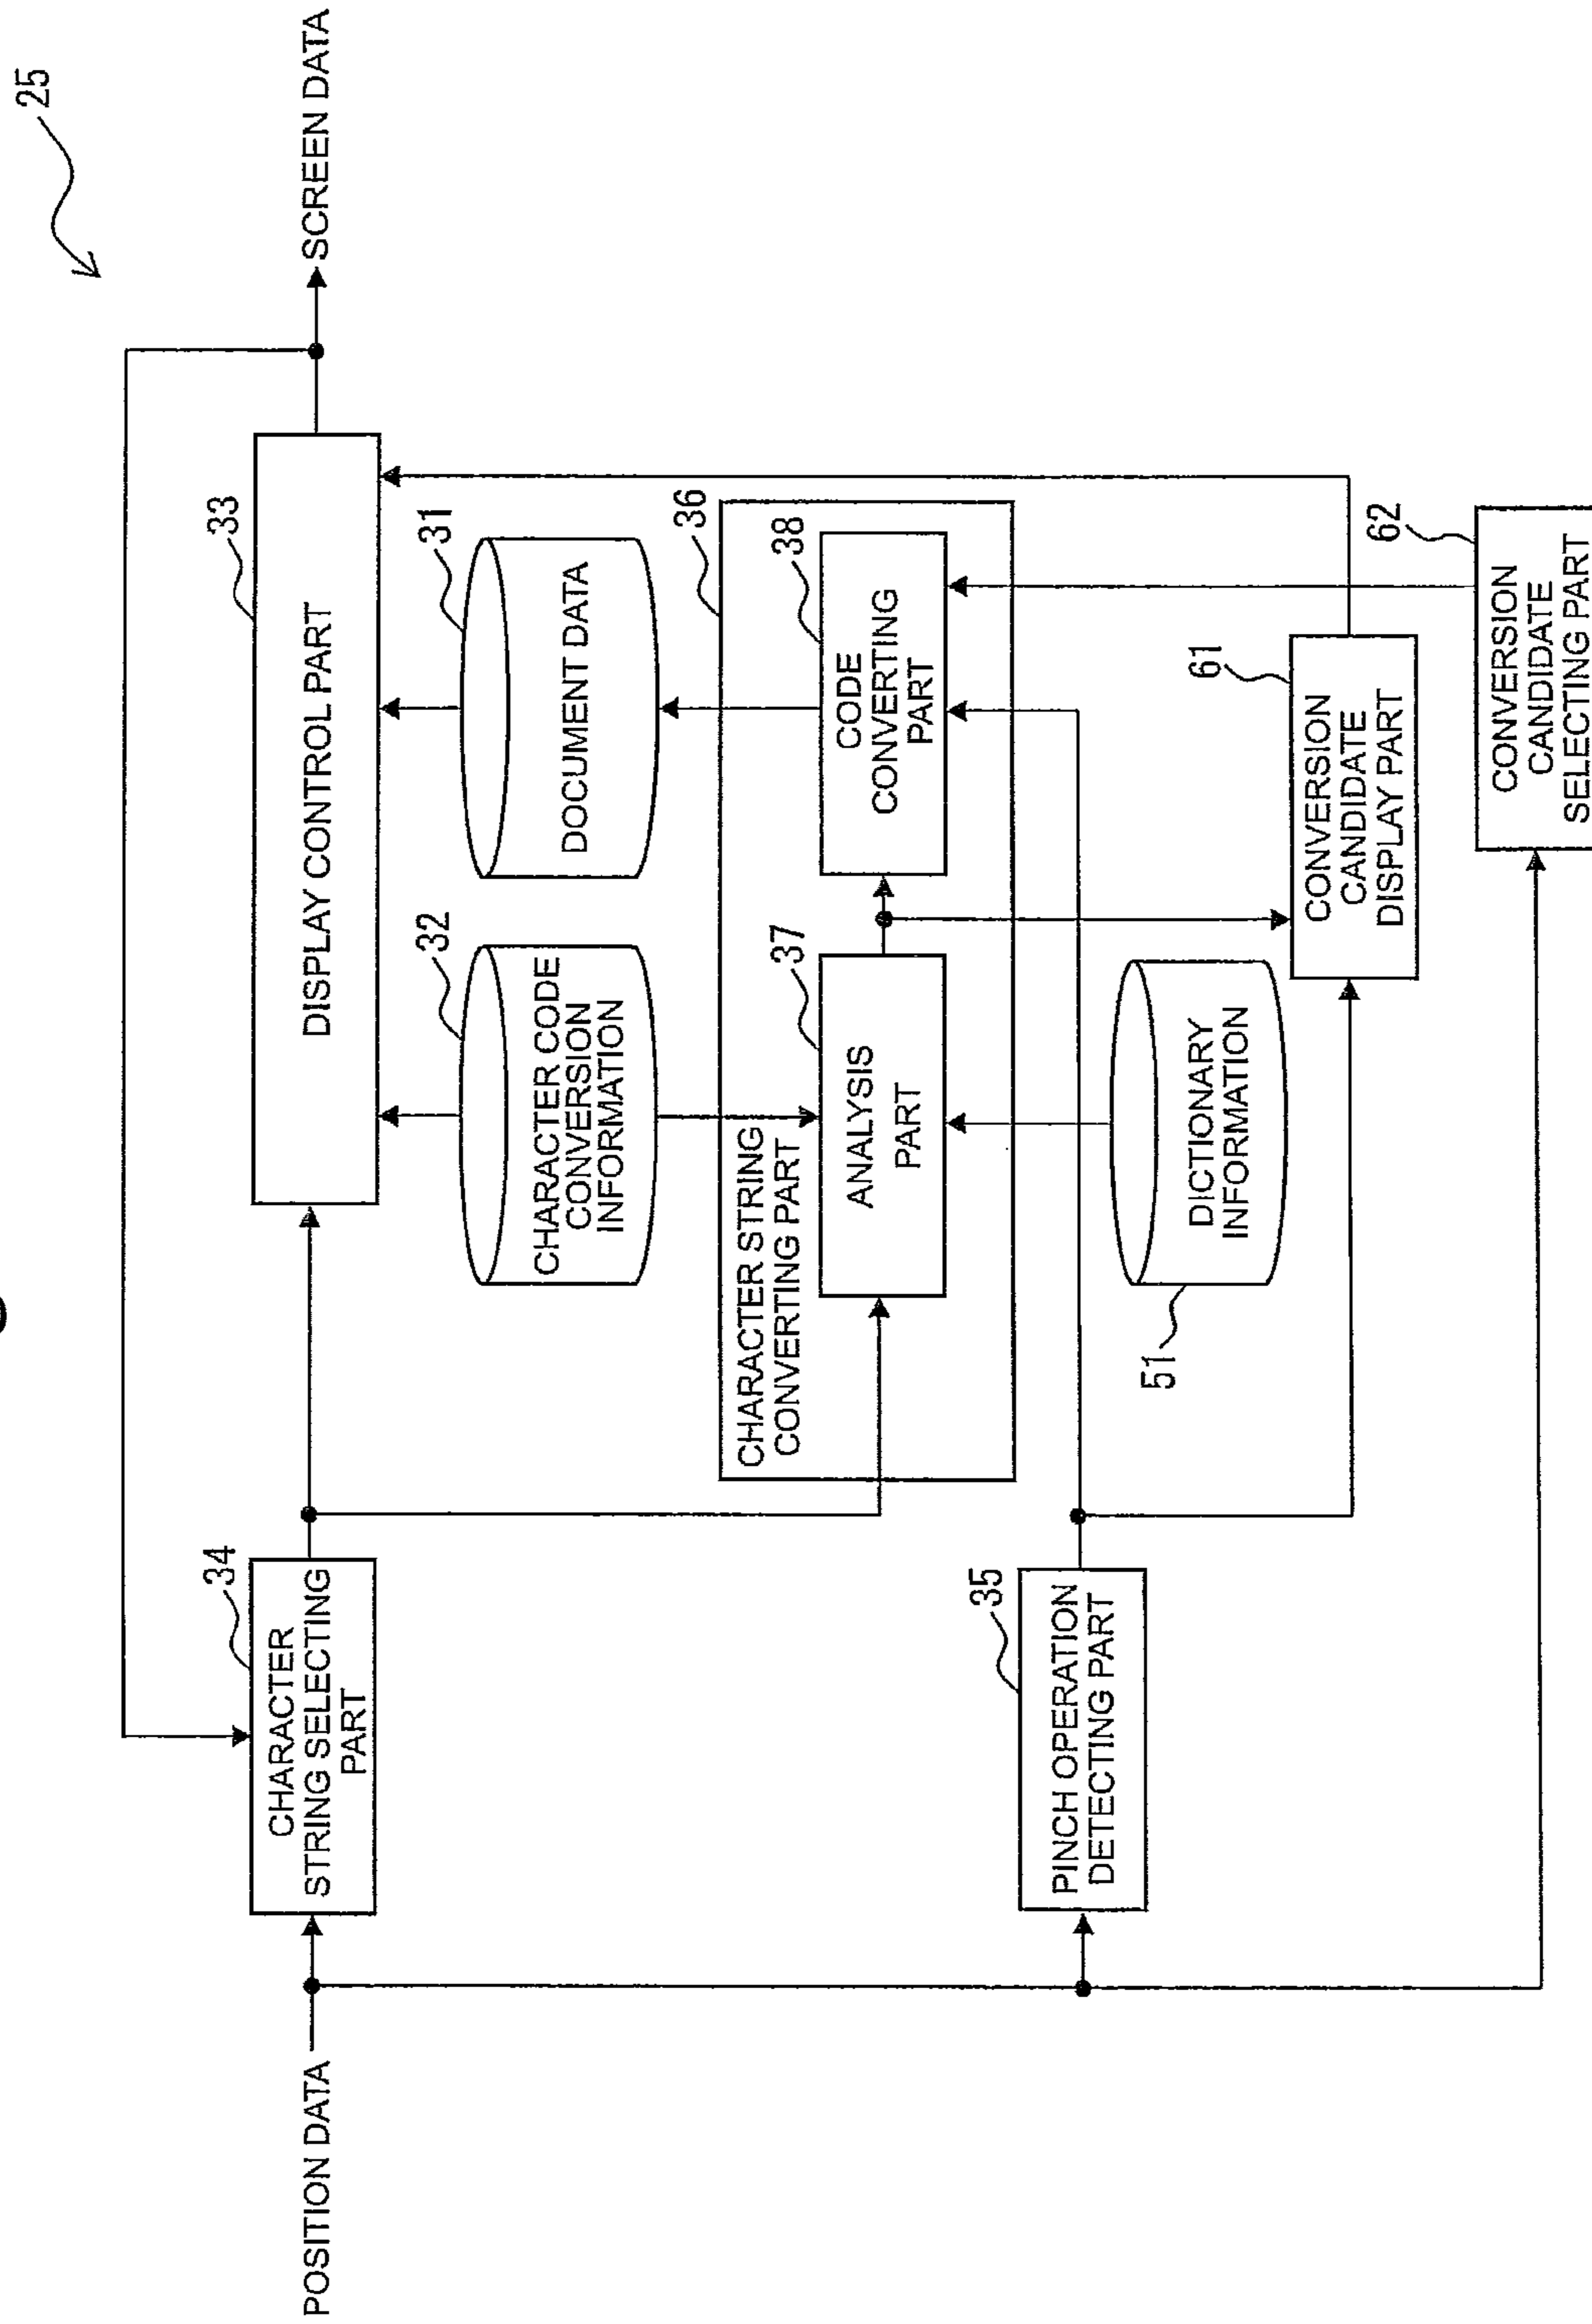 25
POSITION DATA
SCREEN DATA
34
CHARACTER
STRING SELECTING
PART
33
DISPLAY CONTROL PART
32
CHARACTER CODE
CONVERSION
INFORMATION
31
DOCUMENT DATA
36
CHARACTER STRING
CONVERTING PART
37
ANALYSIS
PART
38
CODE
CONVERTING
PART
35
PINCH OPERATION
DETECTING PART
51
DICTIONARY
INFORMATION
61
CONVERSION
CANDIDATE
DISPLAY PART
62
CONVERSION
CANDIDATE
SELECTING PART